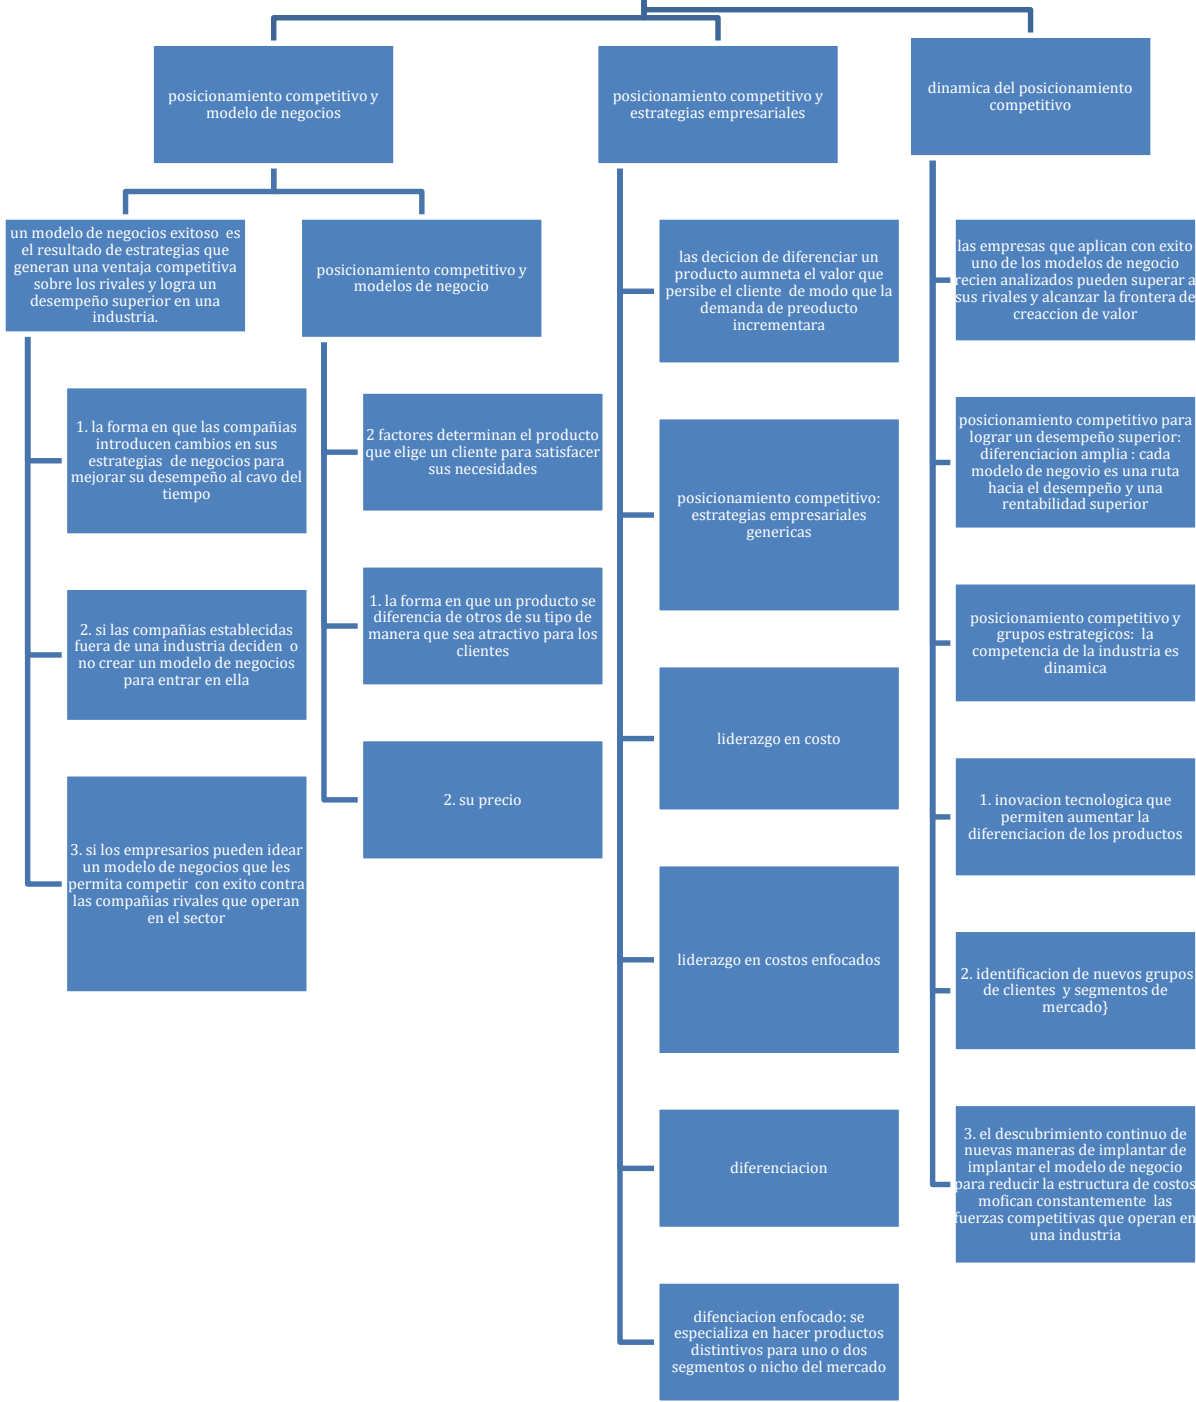 posicionamiento competitivo y
modelo de negocios
posicionamiento competitivo y
estrategias empresariales
dinamica del posicionamiento
competitivo
un modelo de negocios exitoso es
el resultado de estrategias que
generan una ventaja competitiva
sobre los rivales y logra un
desempeño superior en una
industria.
1. la forma en que las compañias
introducen cambios en sus
estrategias de negocios para
mejorar su desempeño al cavo del
tiempo
2. si las compañias establecidas
fuera de una industria deciden o
no crear un modelo de negocios
para entrar en ella
3. si los empresarios pueden idear
un modelo de negocios que les
permita competir con exito contra
las compañias rivales que operan
en el sector
posicionamiento competitivo y
modelos de negocio
2 factores determinan el producto
que elige un cliente para satisfacer
sus necesidades
1. la forma en que un producto se
diferencia de otros de su tipo de
manera que sea atractivo para los
clientes
2. su precio
las decicion de diferenciar un
producto aumneta el valor que
persibe el cliente de modo que la
demanda de preoducto
incrementara
posicionamiento competitivo:
estrategias empresariales
genericas
liderazgo en costo
liderazgo en costos enfocados
diferenciacion
difenciacion enfocado: se
especializa en hacer productos
distintivos para uno o dos
segmentos o nicho del mercado
las empresas que aplican con exito
uno de los modelos de negocio
recien analizados pueden superar a
sus rivales y alcanzar la frontera de
creaccion de valor
posicionamiento competitivo para
lograr un desempeño superior:
diferenciacion amplia : cada
modelo de negovio es una ruta
hacia el desempeño y una
rentabilidad superior
posicionamiento competitivo y
grupos estrategicos: la
competencia de la industria es
dinamica
1. inovacion tecnologica que
permiten aumentar la
diferenciacion de los productos
2. identificacion de nuevos grupos
de clientes y segmentos de
mercado}
3. el descubrimiento continuo de
nuevas maneras de implantar de
implantar el modelo de negocio
para reducir la estructura de costos
mofican constantemente las
fuerzas competitivas que operan en
una industria